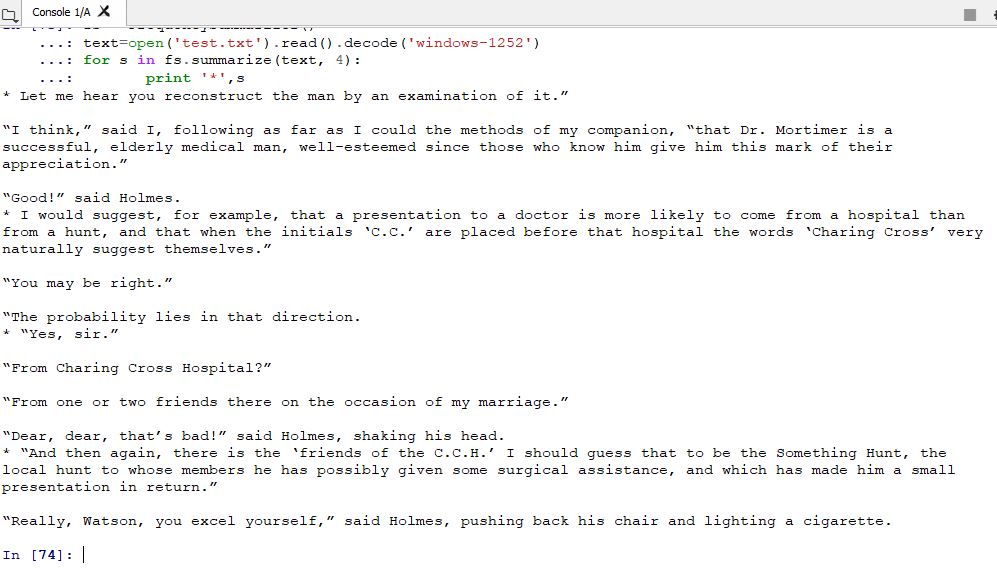 Console 1/A
...: text=open('test.txt').read().decode('windows-1252')
...: for s in fs.summarize(text, 4):
...: print '*',s
* Let me hear you reconstruct the man by an examination of it.”
“I think,” said I, following as far as I could the methods of my companion, “that Dr. Mortimer is a
successful, elderly medical man, well-esteemed since those who know him give him this mark of their
appreciation.”
“Good!” said Holmes.
* I would suggest, for example, that a presentation to a doctor is more likely to come from a hospital than
from a hunt, and that when the initials ‘C.C.’ are placed before that hospital the words ‘Charing Cross’ very
naturally suggest themselves.”
“You may be right.”
“The probability lies in that direction.
* “Yes, sir.”
“From Charing Cross Hospital?”
“From one or two friends there on the occasion of my marriage.”
“Dear, dear, that’s bad!” said Holmes, shaking his head.
* “And then again, there is the ‘friends of the C.C.H.’ I should guess that to be the Something Hunt, the
local hunt to whose members he has possibly given some surgical assistance, and which has made him a small
presentation in return.”
“Really, Watson, you excel yourself,” said Holmes, pushing back his chair and lighting a cigarette.
In [74]: